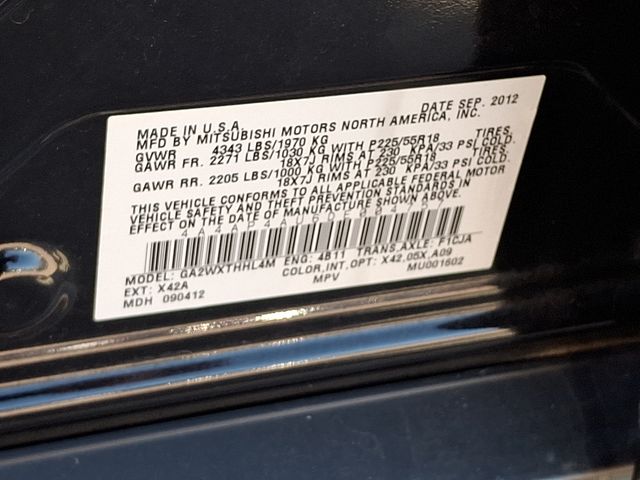 MADE IN U.S.A. DATE SEP. 2012
MFD BY MITSUBISHI MOTORS NORTH AMERICA, INC.
GVWR 4343 LBS/1970 KG
GAWR FR. 2271 LBS/1030 KG WITH P225/55R18 TIRES,
18X7J RIMS AT 230 KPA/33 PSI COLD.
GAWR RR. 2205 LBS/1000 KG WITH P225/55R18 TIRES,
18X7J RIMS AT 230 KPA/33 PSI COLD.
THIS VEHICLE CONFORMS TO ALL APPLICABLE FEDERAL MOTOR
VEHICLE SAFETY AND THEFT PREVENTION STANDARDS IN
EFFECT ON THE DATE OF MANUFACTURE SHOWN ABOVE.
MODEL: GA2WXTHHL4M ENG: 4B11 TRANS,AXLE: F1CJA
EXT: X42A COLOR,INT,OPT: X42,05X,A09
MDH 090412 MPV MU001602